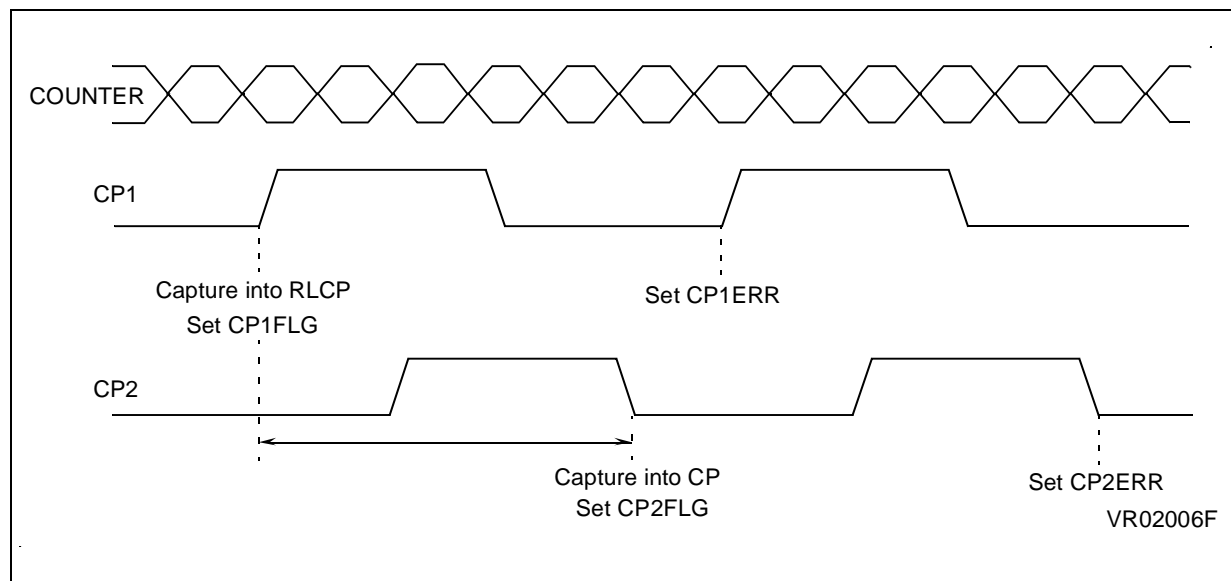 COUNTER
CP1
Capture into RLCP
Set CP1FLG
Set CP1ERR
CP2
Capture into CP
Set CP2FLG
Set CP2ERR
VR02006F